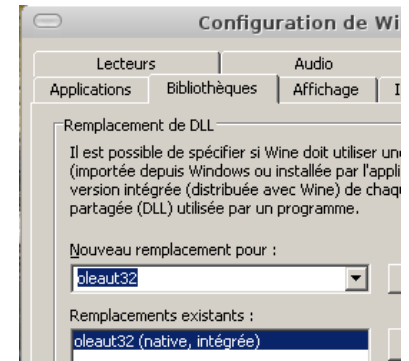 Configuration de Wi
Lecteurs Audio
Applications Bibliothèques Affichage I
Remplacement de DLL
Il est possible de spécifier si Wine doit utiliser une
(importée depuis Windows ou installée par l'appli
version intégrée (distribuée avec Wine) de chaqu
partagée (DLL) utilisée par un programme.
Nouveau remplacement pour :
oleaut32
Remplacements existants :
oleaut32 (native, intégrée)